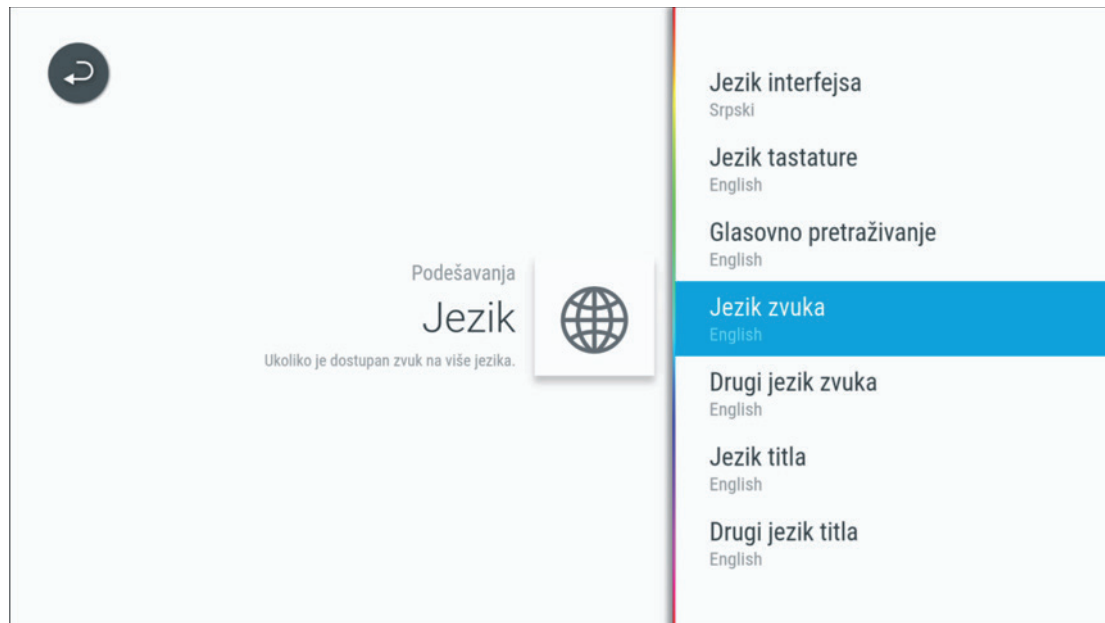 Podešavanja
Jezik
Ukoliko je dostupan zvuk na više jezika.
Jezik interfejsa
Srpski
Jezik tastature
English
Glasovno pretraživanje
English
Jezik zvuka
English
Drugi jezik zvuka
English
Jezik titla
English
Drugi jezik titla
English